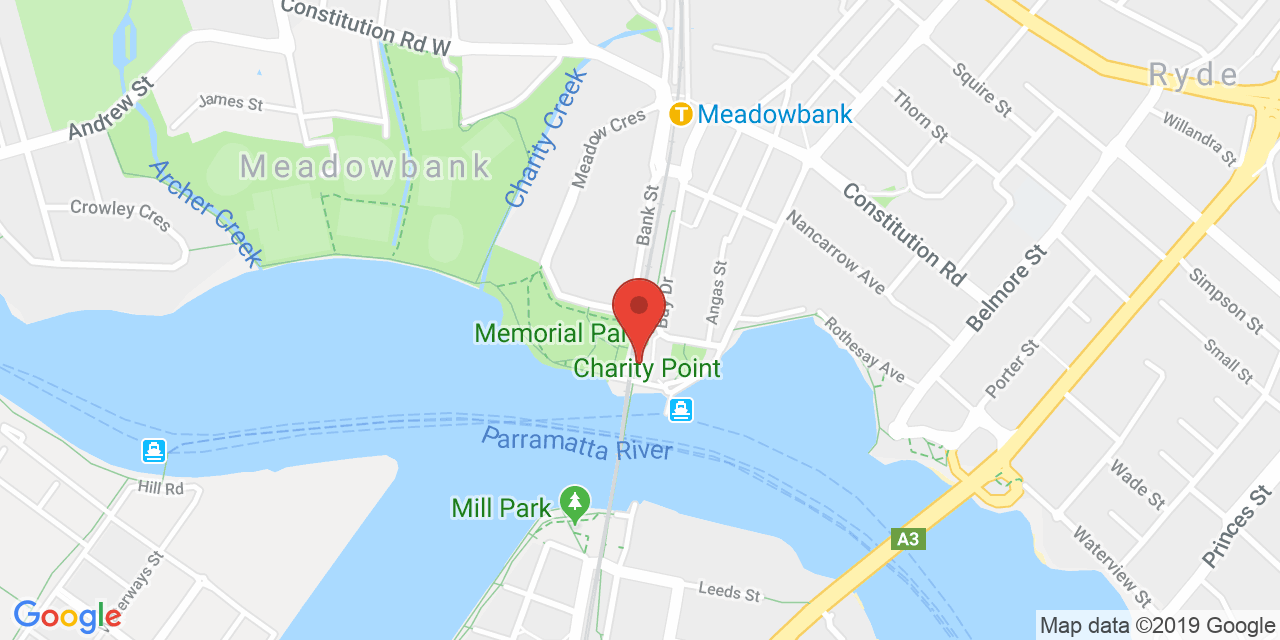 Constitution Rd W
Ryde
Squire St
Andrew St
James St
Charity Creek
Meadow Cres
Meadowbank
Thorn St
Willandra St
Meadowbank
Archer Creek
Crowley Cres
Bank St
Constitution Rd
Nancarrow Ave
Belmore St
Simpson St
Angas St
Bay Dr
Memorial Par
Rothesay Ave
Porter St
Small St
Charity Point
Parramatta River
Hill Rd
Mill Park
Wade St
Princes St
A3
Waterview St
Leeds St
erways St
Google
Map data ©2019 Google